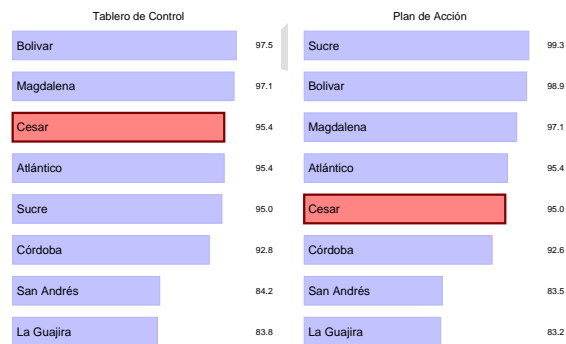 Tablero de Control
Bolivar 97.5
Magdalena 97.1
Cesar 95.4
Atlántico 95.4
Sucre 95.0
Córdoba 92.8
San Andrés 84.2
La Guajira 83.8
Plan de Acción
Sucre 99.3
Bolivar 98.9
Magdalena 97.1
Atlántico 95.4
Cesar 95.0
Córdoba 92.6
San Andrés 83.5
La Guajira 83.2